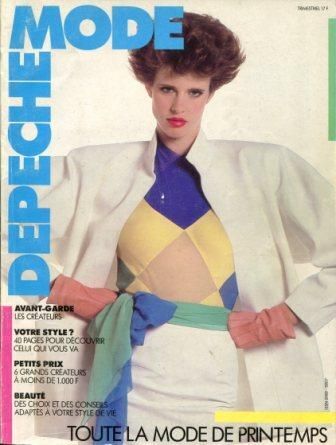 TRIMESTRIEL 17 F
DEPECHE
MODE
AVANT-GARDE
LES CRÉATEURS
VOTRE STYLE?
40 PAGES POUR DÉCOUVRIR
CELUI QUI VOUS VA
PETITS PRIX
6 GRANDS CRÉATEURS
À MOINS DE 1.000 F
BEAUTÉ
DES CHOIX ET DES CONSEILS
ADAPTÉS À VOTRE STYLE DE VIE
TOUTE LA MODE DE PRINTEMPS